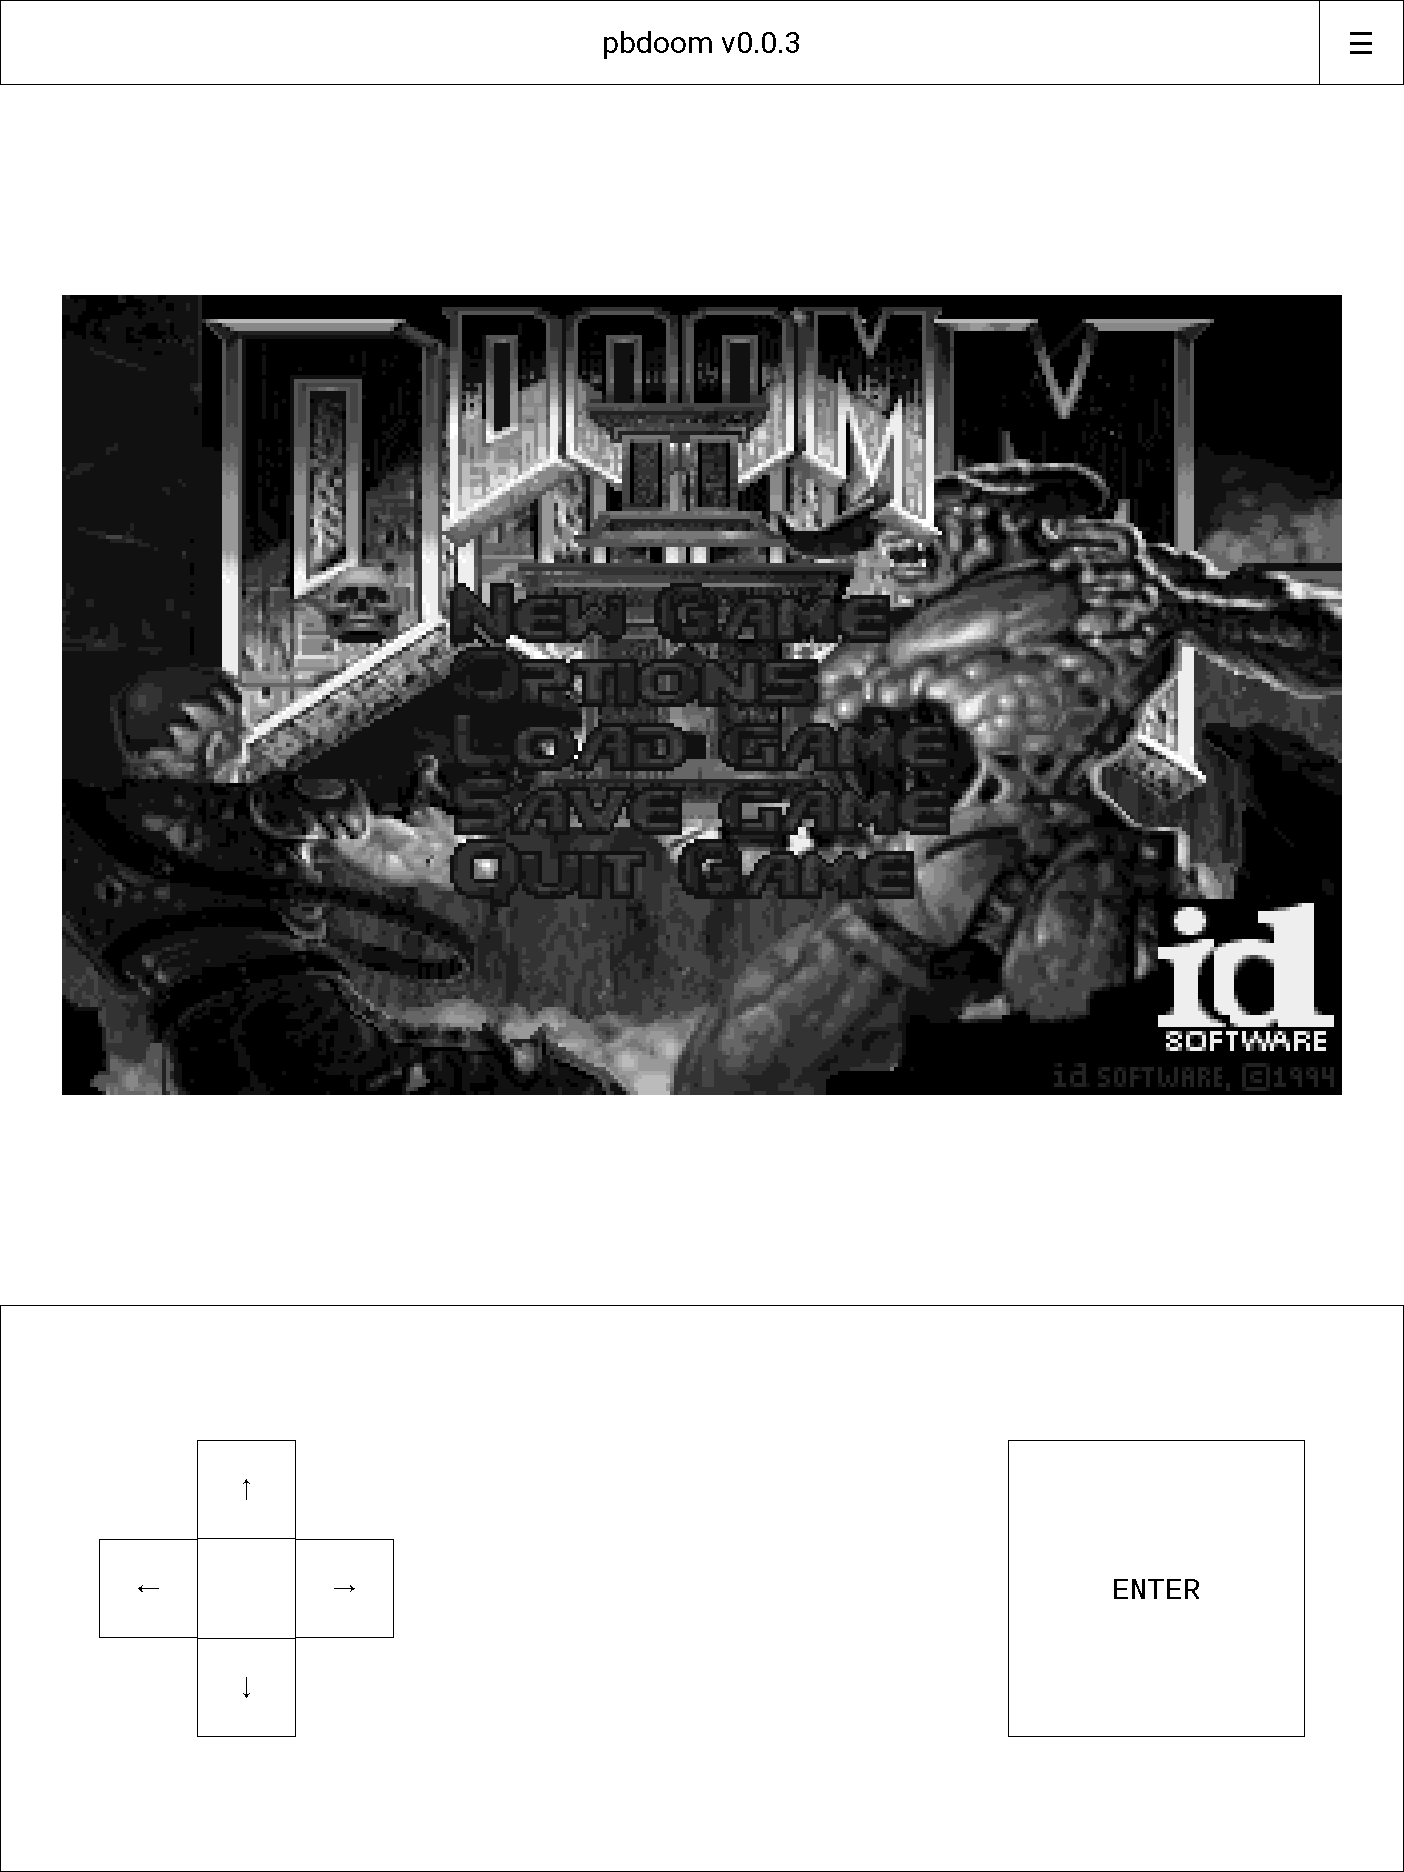 pbdoom v0.0.3
☰
DOOM
II
NEW GAME
OPTIONS
LOAD GAME
SAVE GAME
QUIT GAME
id
SOFTWARE
id SOFTWARE, ©1994
↑
← →
ENTER
↓